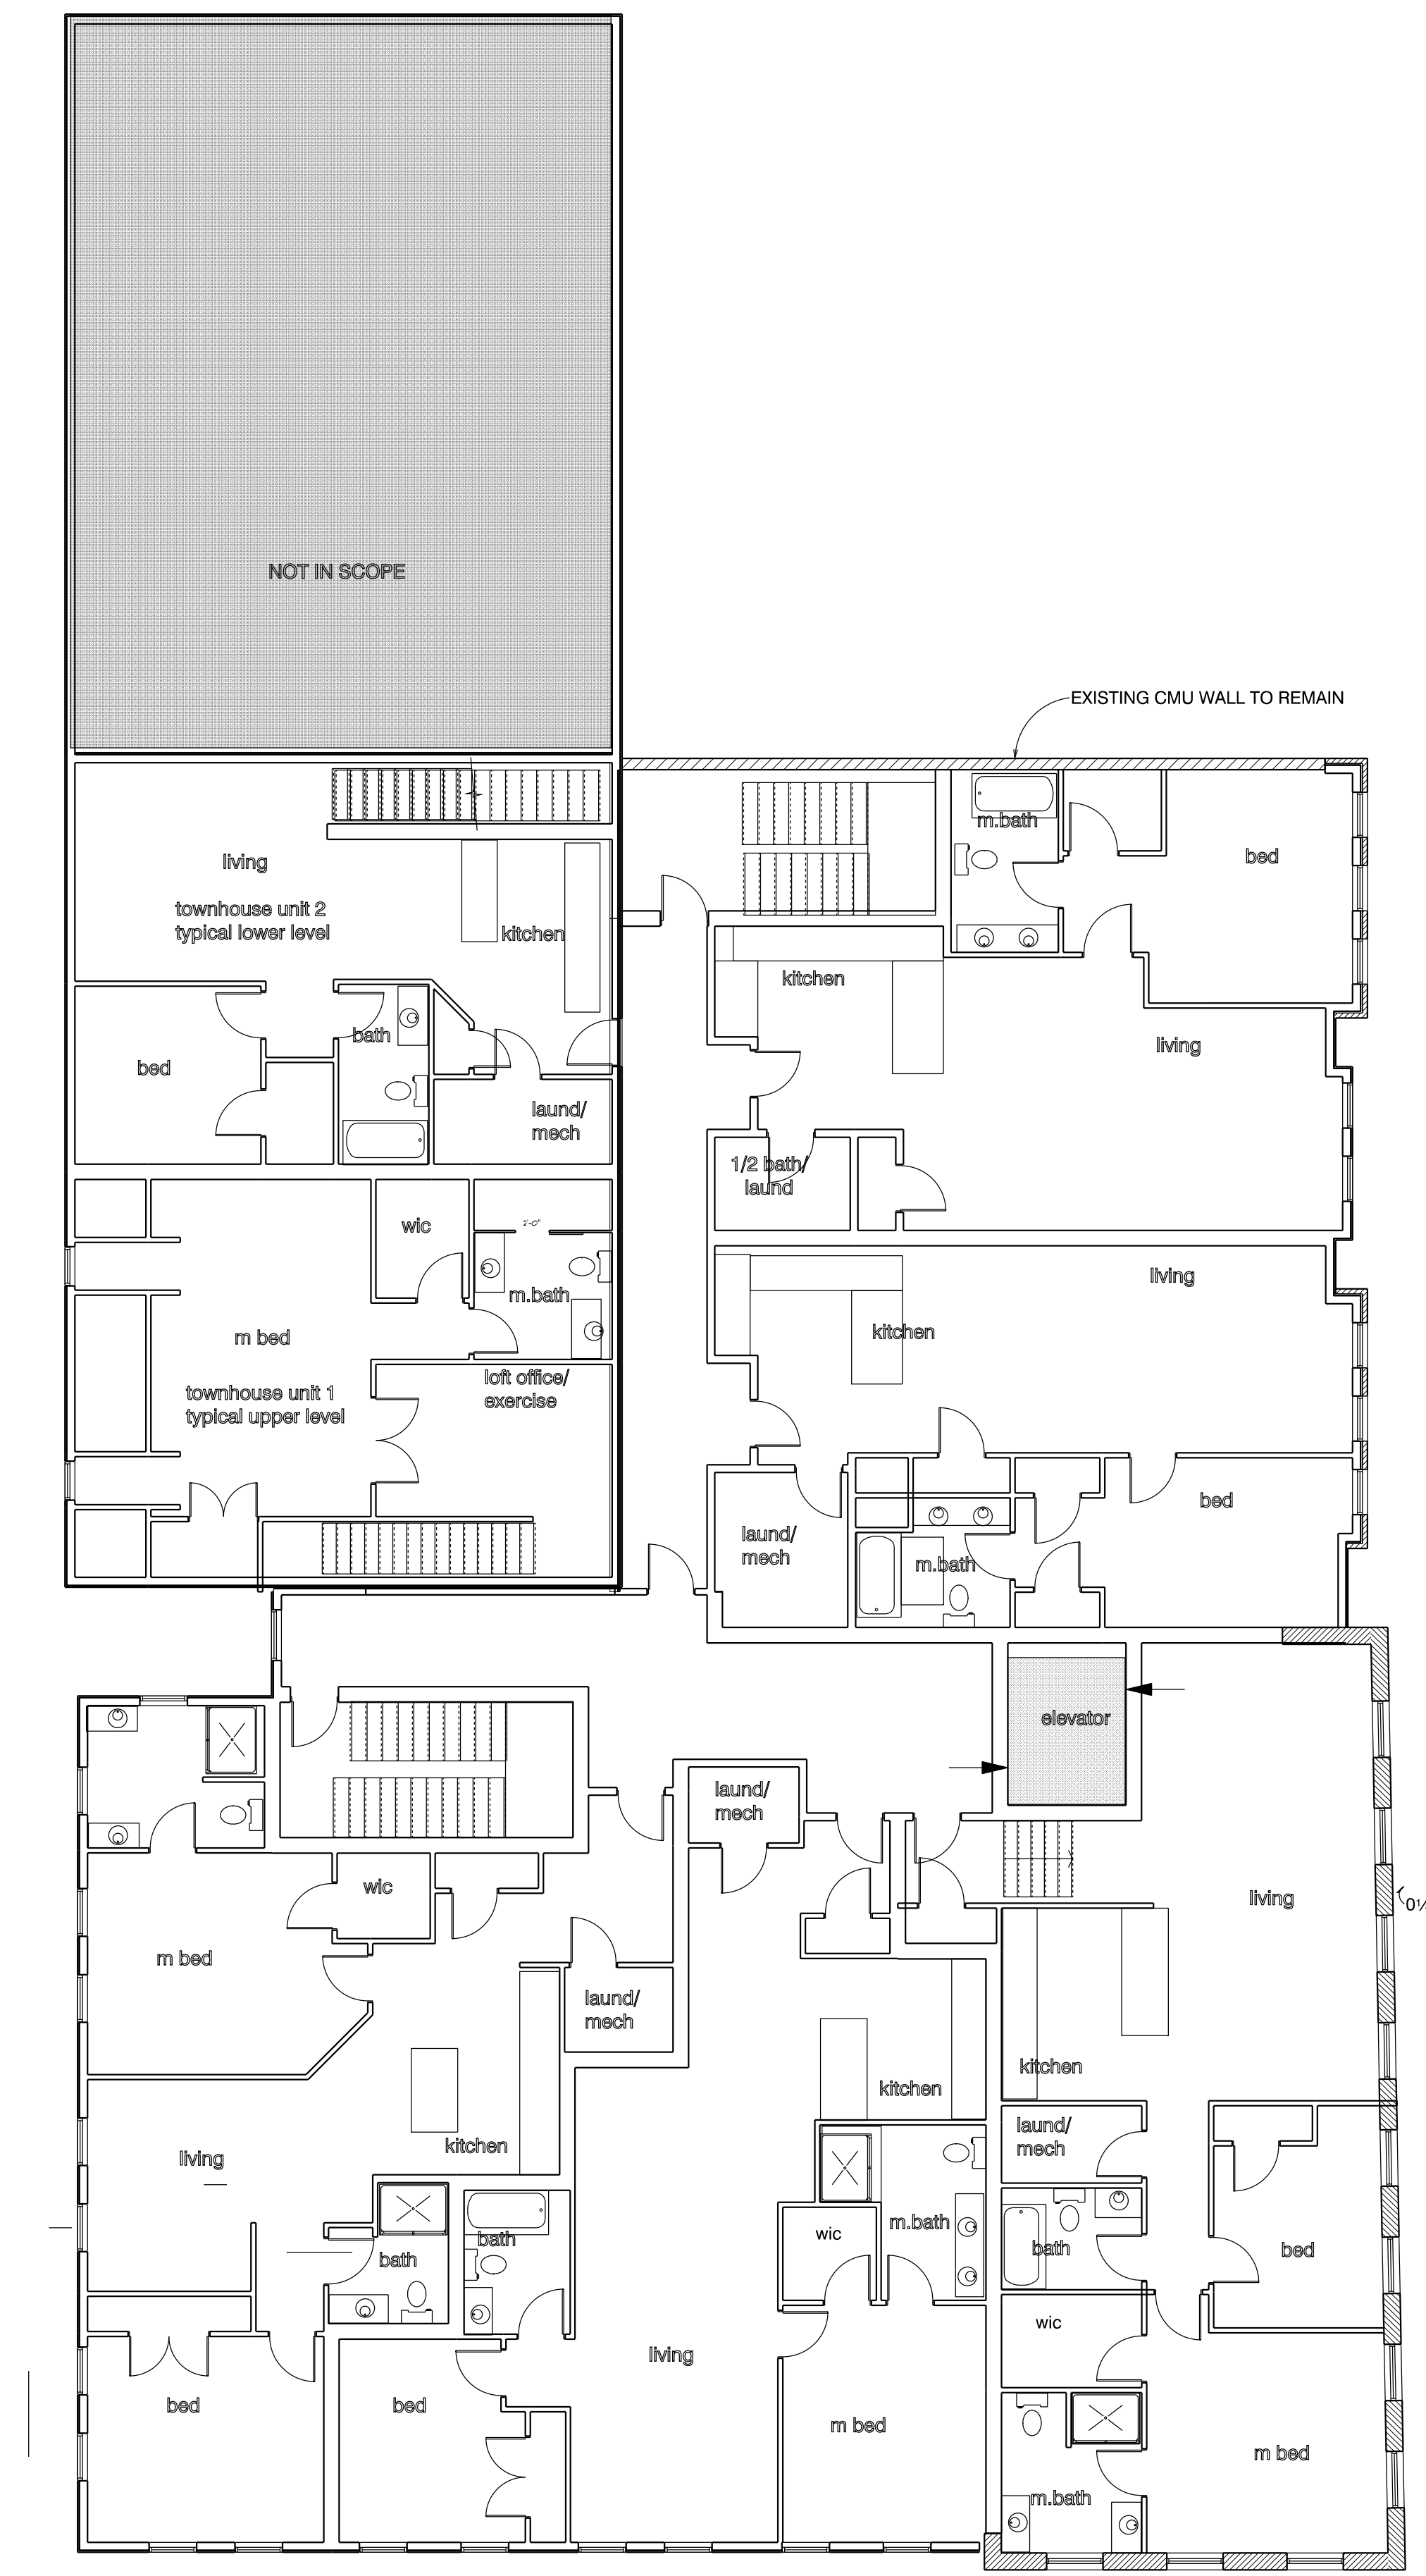 NOT IN SCOPE
EXISTING CMU WALL TO REMAIN
living
townhouse unit 2
typical lower level
kitchen
bed
bath
laund/
mech
m.bath
bed
kitchen
living
1/2 bath/
laund
wic
2'-0"
m.bath
m bed
townhouse unit 1
typical upper level
loft office/
exercise
living
kitchen
bed
laund/
mech
m.bath
elevator
laund/
mech
wic
m bed
living
laund/
mech
kitchen
kitchen
kitchen
living
laund/
mech
bath
bath
wic
m.bath
bath
bed
wic
living
bed
bed
m bed
m bed
m.bath